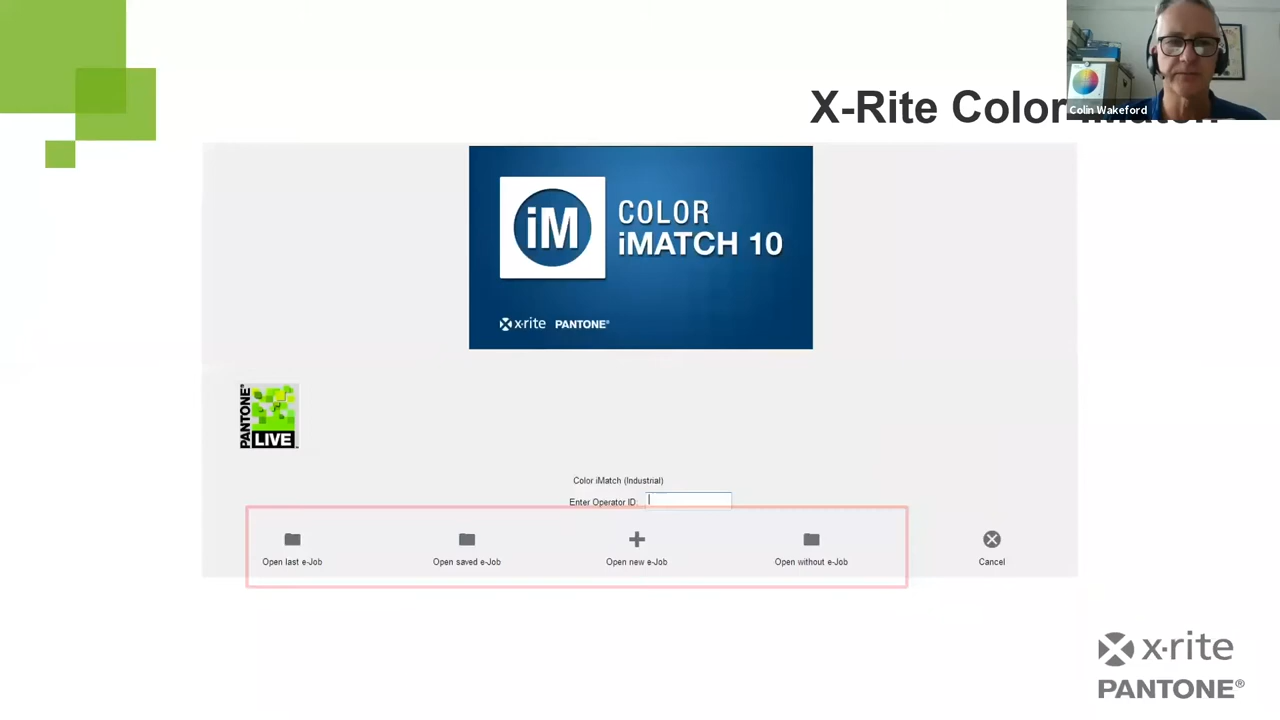 Colin Wakeford
X-Rite Color
iM
COLOR
iMATCH 10
x·rite PANTONE®
PANTONE®
LIVE
Color iMatch (Industrial)
Enter Operator ID:
Open last e-Job
Open saved e-Job
Open new e-Job
Open without e-Job
Cancel
x·rite
PANTONE®